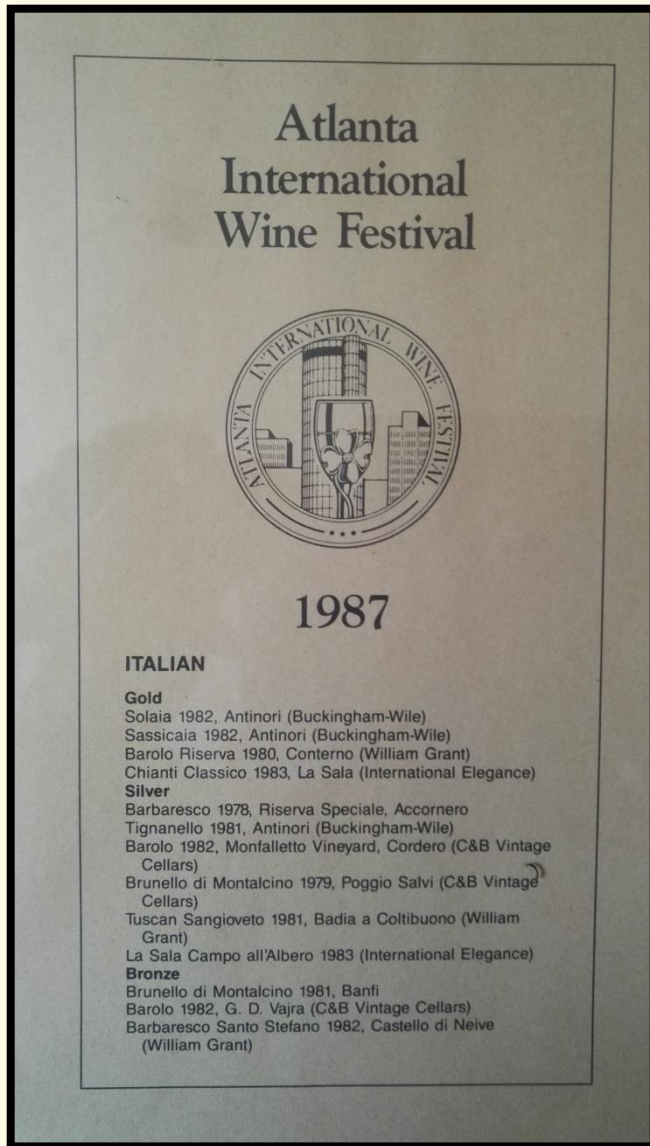 Atlanta
International
Wine Festival
ATLANTA INTERNATIONAL WINE FESTIVAL
1987
ITALIAN
Gold
Solaia 1982, Antinori (Buckingham-Wile)
Sassicaia 1982, Antinori (Buckingham-Wile)
Barolo Riserva 1980, Conterno (William Grant)
Chianti Classico 1983, La Sala (International Elegance)
Silver
Barbaresco 1978, Riserva Speciale, Accornero
Tignanello 1981, Antinori (Buckingham-Wile)
Barolo 1982, Monfalletto Vineyard, Cordero (C&B Vintage
Cellars)
Brunello di Montalcino 1979, Poggio Salvi (C&B Vintage
Cellars)
Tuscan Sangioveto 1981, Badia a Coltibuono (William
Grant)
La Sala Campo all'Albero 1983 (International Elegance)
Bronze
Brunello di Montalcino 1981, Banfi
Barolo 1982, G. D. Vajra (C&B Vintage Cellars)
Barbaresco Santo Stefano 1982, Castello di Neive
(William Grant)